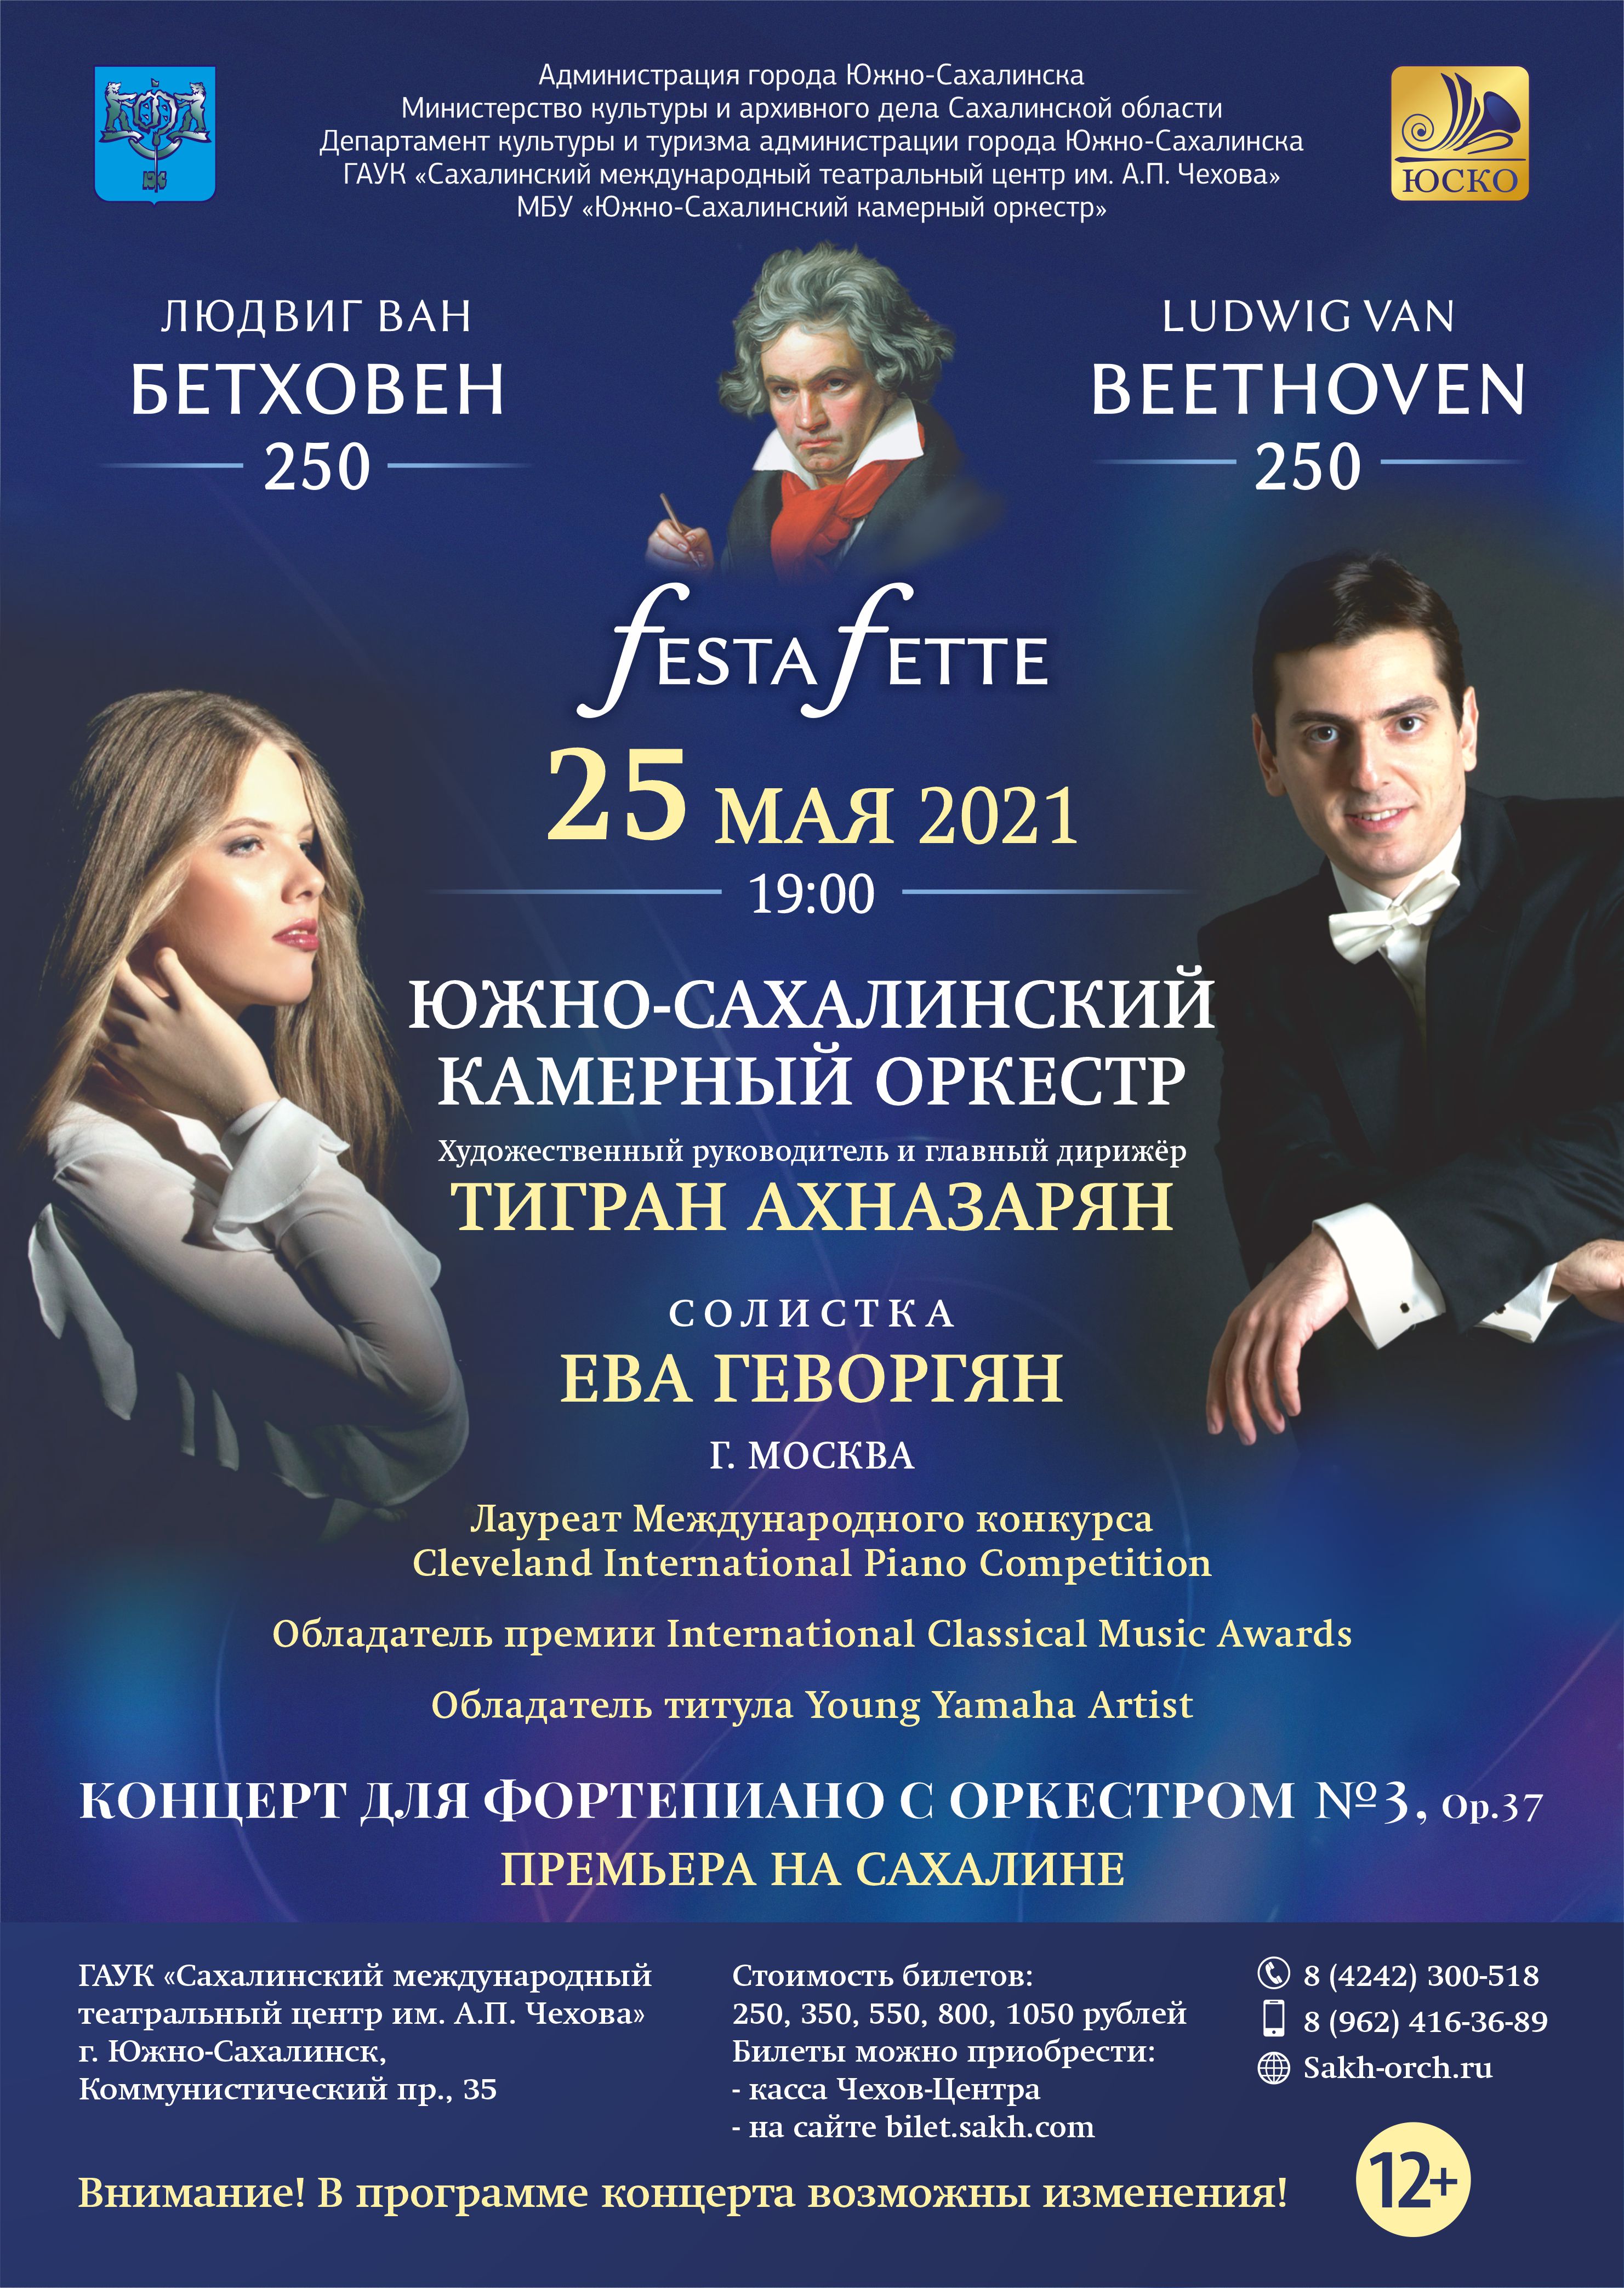 Администрация города Южно-Сахалинска
Министерство культуры и архивного дела Сахалинской области
Департамент культуры и туризма администрации города Южно-Сахалинска
ГАУК «Сахалинский международный театральный центр им. А.П. Чехова»
МБУ «Южно-Сахалинский камерный оркестр»
ЮС
ЮСКО
ЛЮДВИГ ВАН
БЕТХОВЕН
250
LUDWIG VAN
BEETHOVEN
250
fESTAfETTE
25 МАЯ 2021
19:00
ЮЖНО-САХАЛИНСКИЙ
КАМЕРНЫЙ ОРКЕСТР
Художественный руководитель и главный дирижёр
ТИГРАН АХНАЗАРЯН
СОЛИСТКА
ЕВА ГЕВОРГЯН
Г. МОСКВА
Лауреат Международного конкурса
Cleveland International Piano Competition
Обладатель премии International Classical Music Awards
Обладатель титула Young Yamaha Artist
КОНЦЕРТ ДЛЯ ФОРТЕПИАНО С ОРКЕСТРОМ №3, Op.37
ПРЕМЬЕРА НА САХАЛИНЕ
ГАУК «Сахалинский международный
театральный центр им. А.П. Чехова»
г. Южно-Сахалинск,
Коммунистический пр., 35
Стоимость билетов:
250, 350, 550, 800, 1050 рублей
Билеты можно приобрести:
- касса Чехов-Центра
- на сайте bilet.sakh.com
8 (4242) 300-518
8 (962) 416-36-89
Sakh-orch.ru
Внимание! В программе концерта возможны изменения!
12+